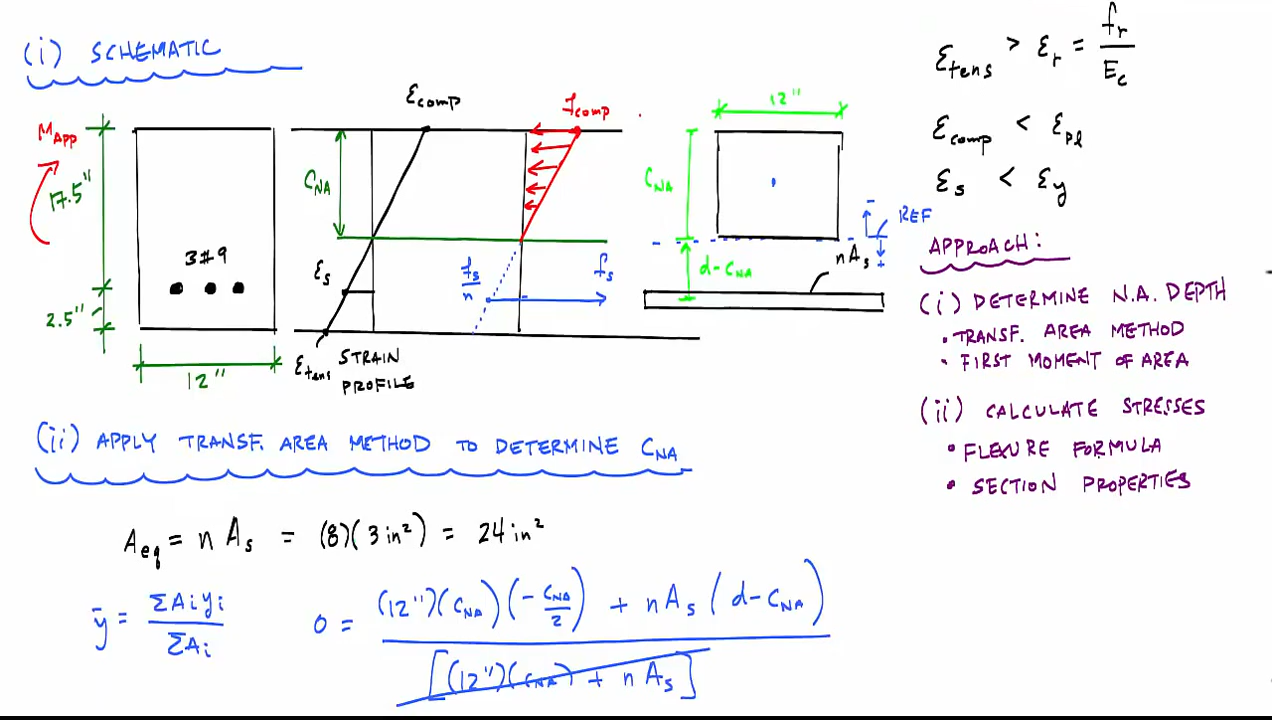 (i) SCHEMATIC
M_APP
17.5"
2.5"
3#9
12"
ε_comp
C_NA
ε_s
ε_tens
STRAIN
PROFILE
f_comp
f_s/n
f_s
12"
C_NA
d-C_NA
nA_s
REF
-
+
ε_tens > ε_r = f_r/E_c
ε_comp < ε_pl
ε_s < ε_y
APPROACH:
(i) DETERMINE N.A. DEPTH
• TRANSF. AREA METHOD
• FIRST MOMENT OF AREA
(ii) CALCULATE STRESSES
• FLEXURE FORMULA
• SECTION PROPERTIES
(ii) APPLY TRANSF. AREA METHOD TO DETERMINE C_NA
A_eq = n A_s = (8)(3 in²) = 24 in²
ȳ = ΣA_i y_i / ΣA_i
0 = (12")(C_NA)(-C_NA/2) + nA_s (d-C_NA) / [(12")(C_NA) + nA_s]